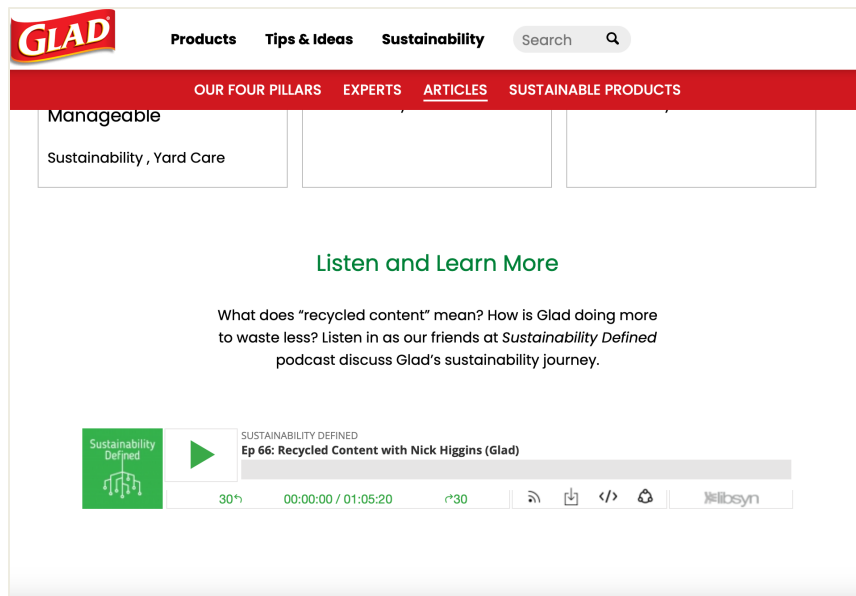 GLAD
Products Tips & Ideas Sustainability Search
OUR FOUR PILLARS EXPERTS ARTICLES SUSTAINABLE PRODUCTS
Manageable
Sustainability , Yard Care
Listen and Learn More
What does “recycled content” mean? How is Glad doing more
to waste less? Listen in as our friends at Sustainability Defined
podcast discuss Glad’s sustainability journey.
Sustainability
Defined
SUSTAINABILITY DEFINED
Ep 66: Recycled Content with Nick Higgins (Glad)
30 00:00:00 / 01:05:20 30
</>
libsyn